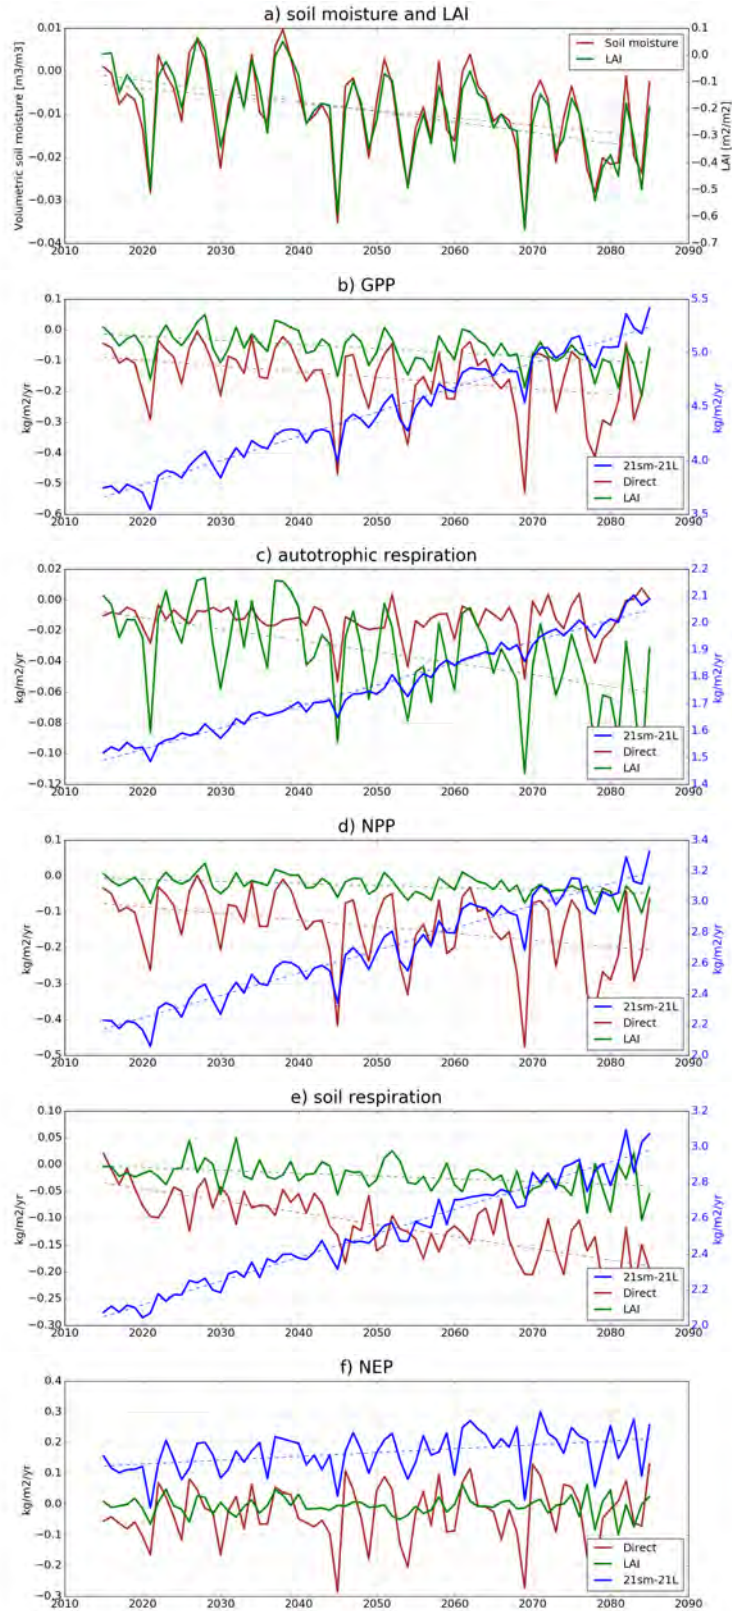 a) soil moisture and LAI
Volumetric soil moisture [m3/m3]
0.01
0.00
−0.01
−0.02
−0.03
−0.04
Soil moisture
LAI
0.1
0.0
−0.1
−0.2
−0.3
−0.4
−0.5
−0.6
−0.7
LAI [m2/m2]
2010 2020 2030 2040 2050 2060 2070 2080 2090
b) GPP
kg/m2/yr
0.1
0.0
−0.1
−0.2
−0.3
−0.4
−0.5
−0.6
21sm-21L
Direct
LAI
5.5
5.0
4.5
4.0
3.5
kg/m2/yr
2010 2020 2030 2040 2050 2060 2070 2080 2090
c) autotrophic respiration
kg/m2/yr
0.02
0.00
−0.02
−0.04
−0.06
−0.08
−0.10
−0.12
21sm-21L
Direct
LAI
2.2
2.1
2.0
1.9
1.8
1.7
1.6
1.5
1.4
kg/m2/yr
2010 2020 2030 2040 2050 2060 2070 2080 2090
d) NPP
kg/m2/yr
0.1
0.0
−0.1
−0.2
−0.3
−0.4
−0.5
21sm-21L
Direct
LAI
3.4
3.2
3.0
2.8
2.6
2.4
2.2
2.0
kg/m2/yr
2010 2020 2030 2040 2050 2060 2070 2080 2090
e) soil respiration
kg/m2/yr
0.10
0.05
0.00
−0.05
−0.10
−0.15
−0.20
−0.25
−0.30
21sm-21L
Direct
LAI
3.2
3.0
2.8
2.6
2.4
2.2
2.0
kg/m2/yr
2010 2020 2030 2040 2050 2060 2070 2080 2090
f) NEP
kg/m2/yr
0.4
0.3
0.2
0.1
0.0
−0.1
−0.2
−0.3
Direct
LAI
21sm-21L
2010 2020 2030 2040 2050 2060 2070 2080 2090